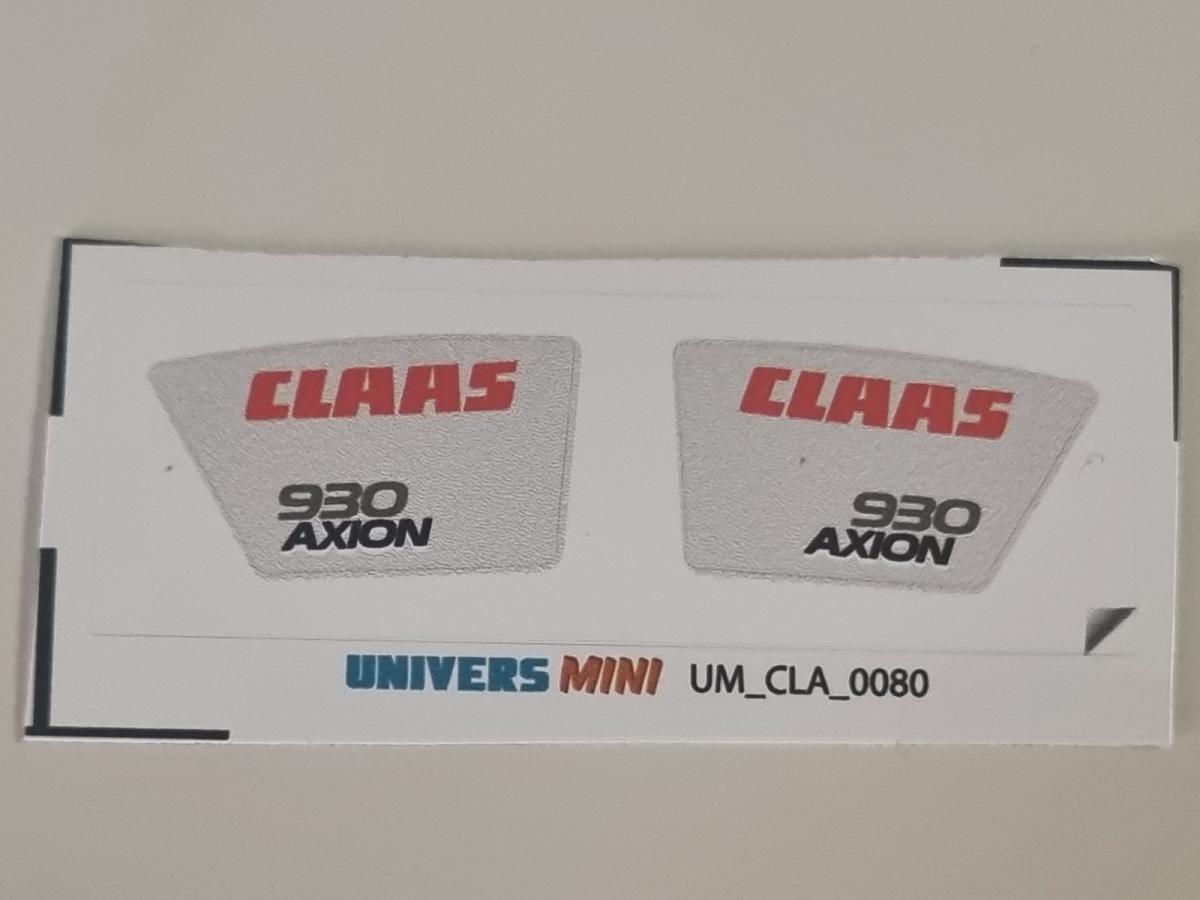 CLAAS
930
AXION
CLAAS
930
AXION
UNIVERS MINI UM_CLA_0080